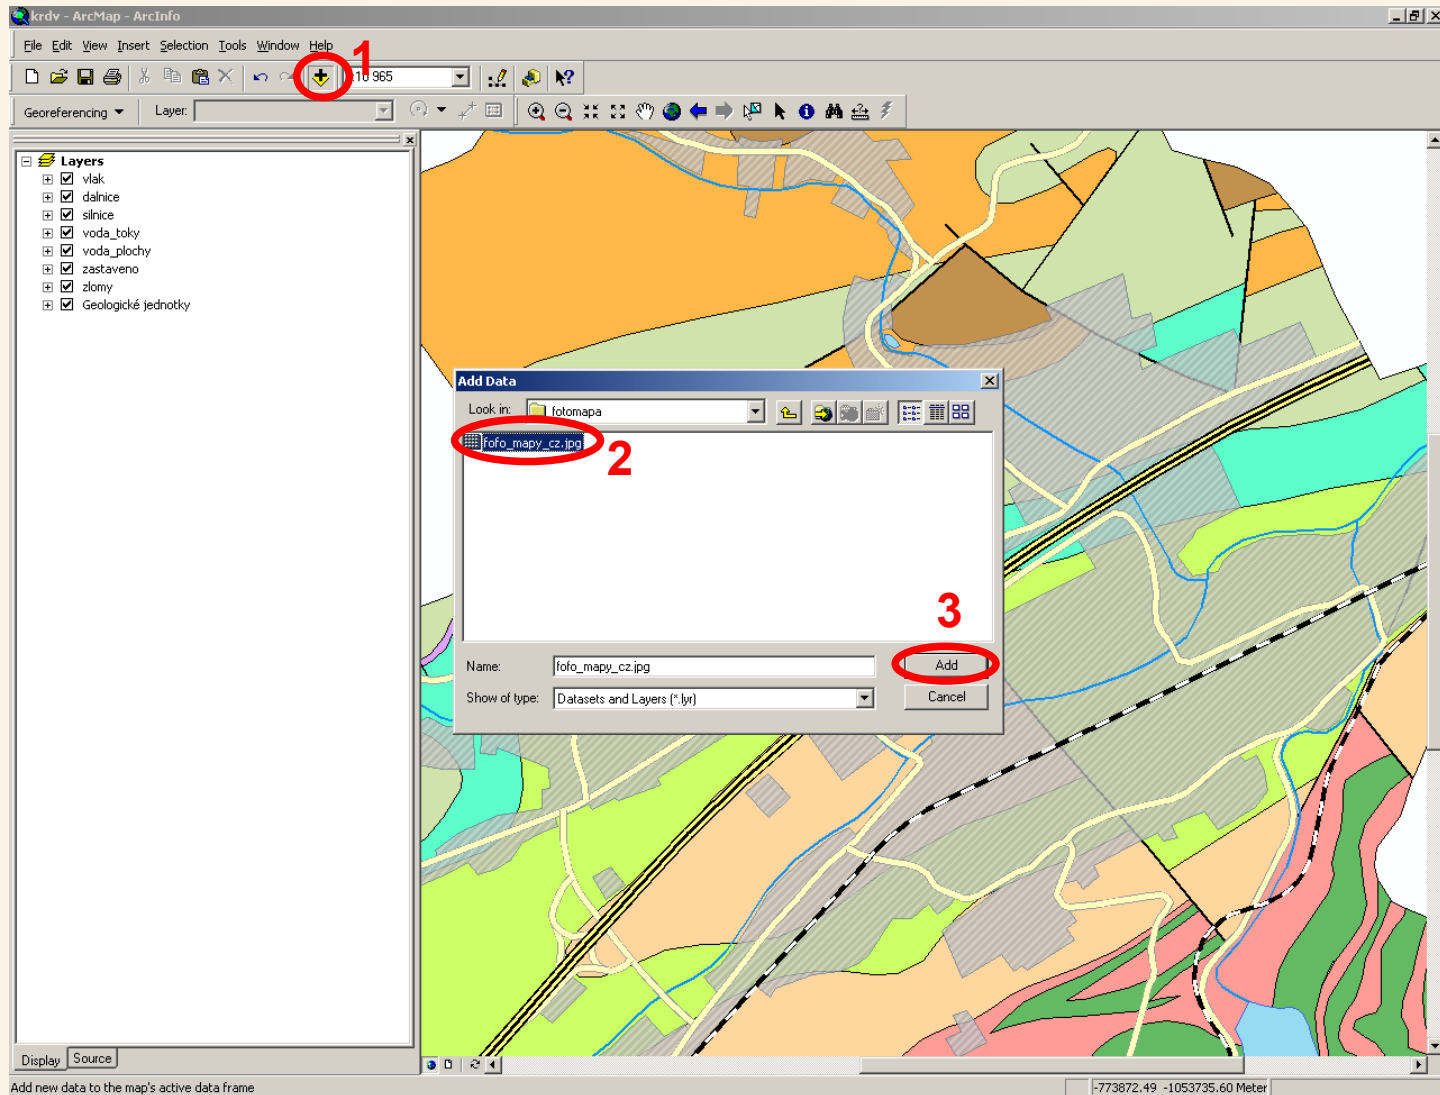 krdv - ArcMap - ArcInfo
File Edit View Insert Selection Tools Window Help
1
965
Georeferencing Layer:
Layers
vlak
dalnice
silnice
voda_toky
voda_plochy
zastaveno
zlomy
Geologické jednotky
Add Data
Look in: fotomapa
fofo_mapy_cz.jpg
2
3
Name: fofo_mapy_cz.jpg Add
Show of type: Datasets and Layers (*.lyr) Cancel
Display Source
Add new data to the map's active data frame -773872.49 -1053735.60 Meter